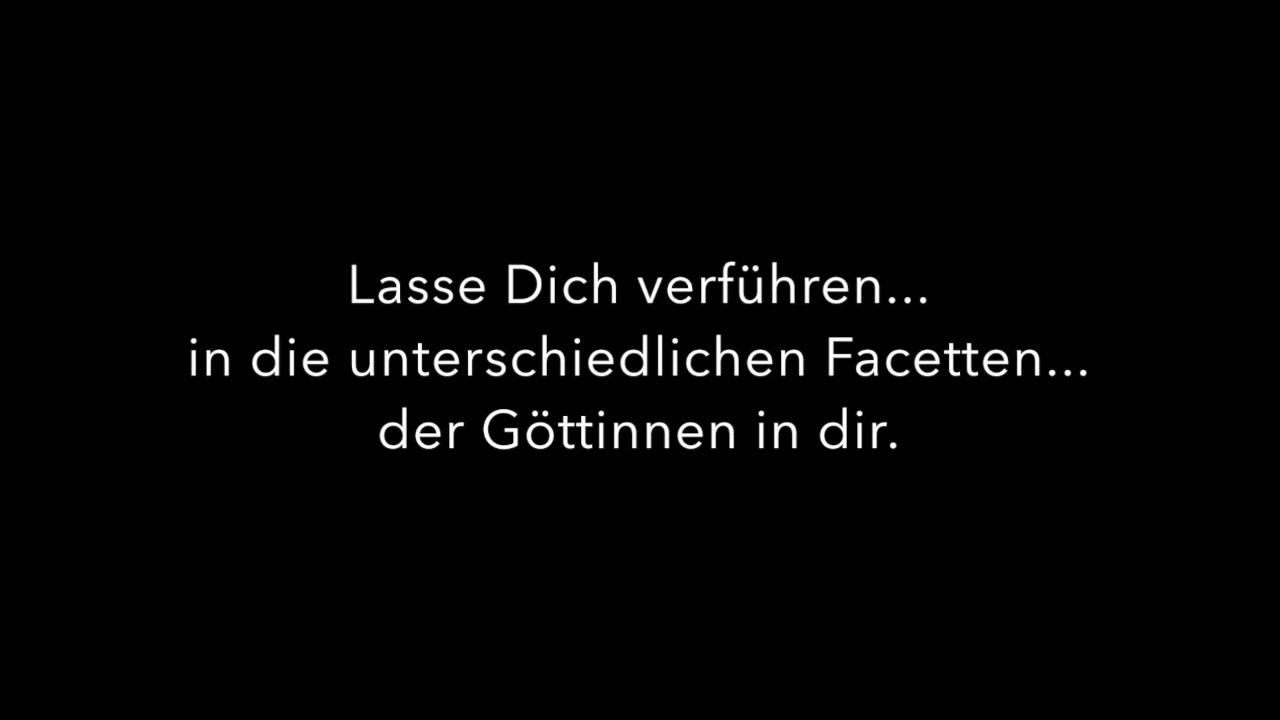 Lasse Dich verführen...
in die unterschiedlichen Facetten...
der Göttinnen in dir.